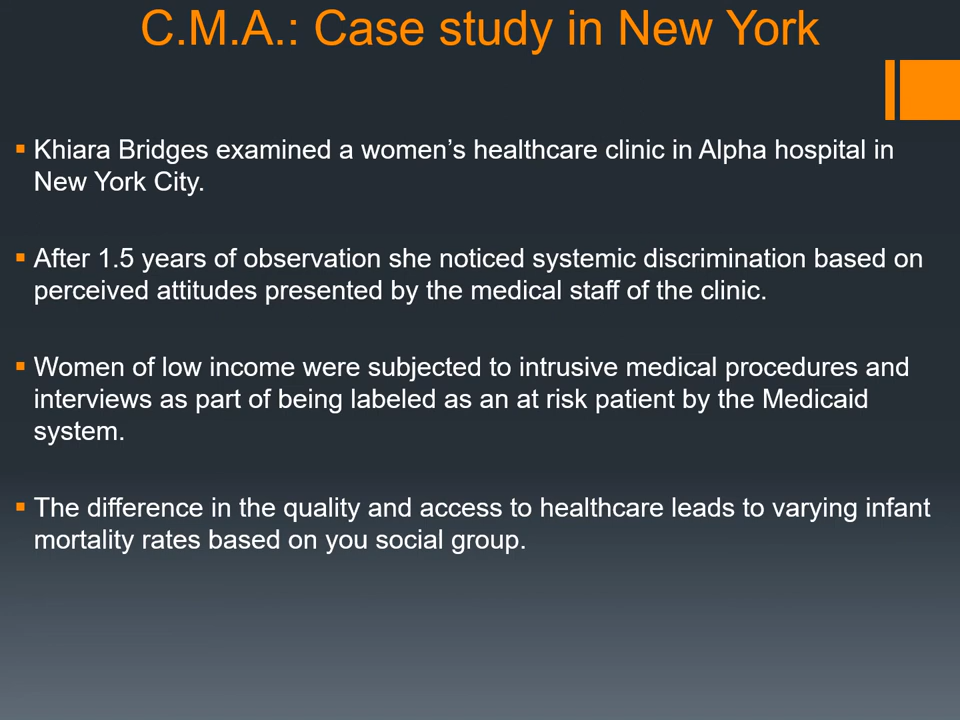 C.M.A.: Case study in New York
Khiara Bridges examined a women’s healthcare clinic in Alpha hospital in
New York City.
After 1.5 years of observation she noticed systemic discrimination based on
perceived attitudes presented by the medical staff of the clinic.
Women of low income were subjected to intrusive medical procedures and
interviews as part of being labeled as an at risk patient by the Medicaid
system.
The difference in the quality and access to healthcare leads to varying infant
mortality rates based on you social group.